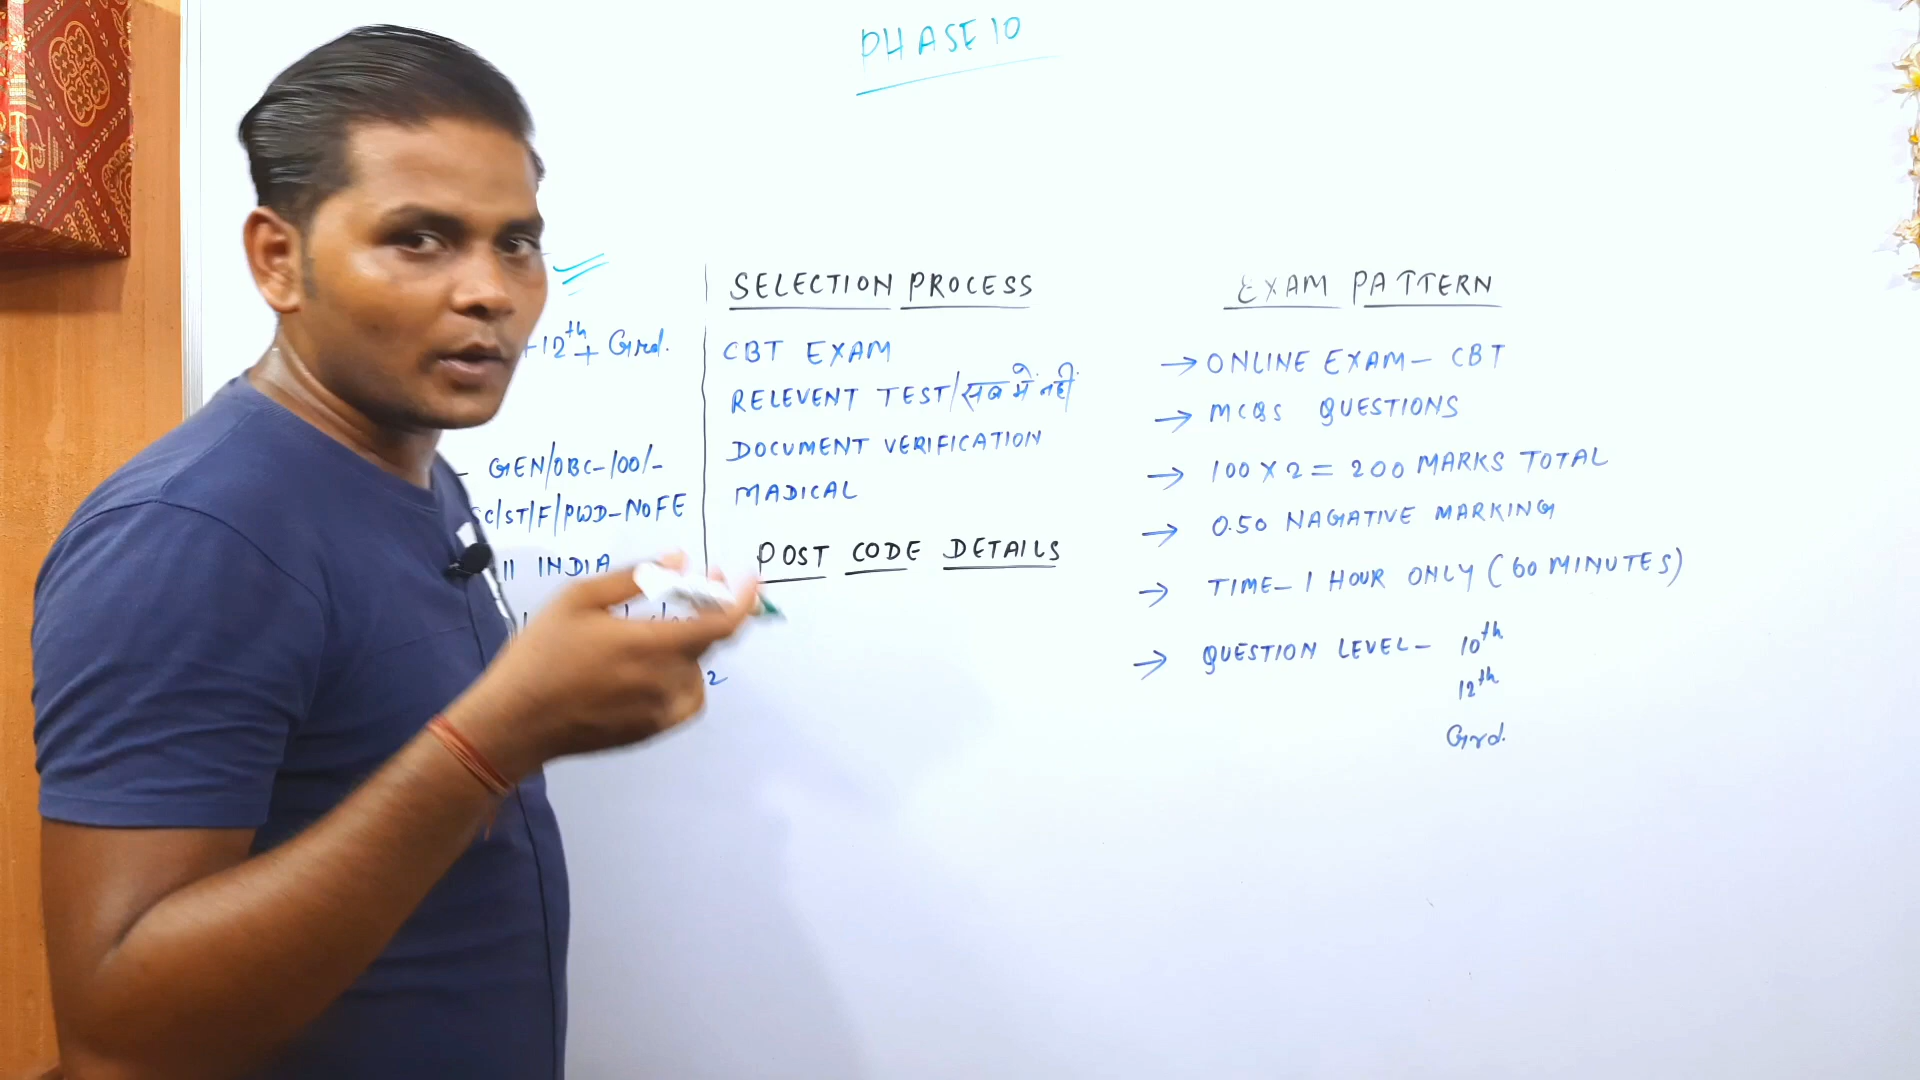 PHASE 10
+12th + Grd.
- GEN/OBC-100/-
SC/ST/F/PWD-NOFE
INDIA
SELECTION PROCESS
CBT EXAM
RELEVENT TEST/सब में नहीं
DOCUMENT VERIFICATION
MADICAL
POST CODE DETAILS
EXAM PATTERN
→ ONLINE EXAM- CBT
→ MCQS QUESTIONS
→ 100 X 2 = 200 MARKS TOTAL
→ 0.50 NAGATIVE MARKING
→ TIME- 1 HOUR ONLY (60 MINUTES)
→ QUESTION LEVEL- 10th
12th
Grd.